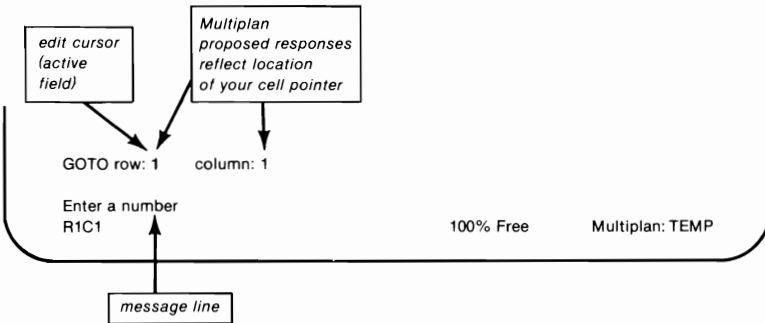 edit cursor
(active
field)
Multiplan
proposed responses
reflect location
of your cell pointer
GOTO row: 1 column: 1
Enter a number
R1C1 100% Free Multiplan: TEMP
message line